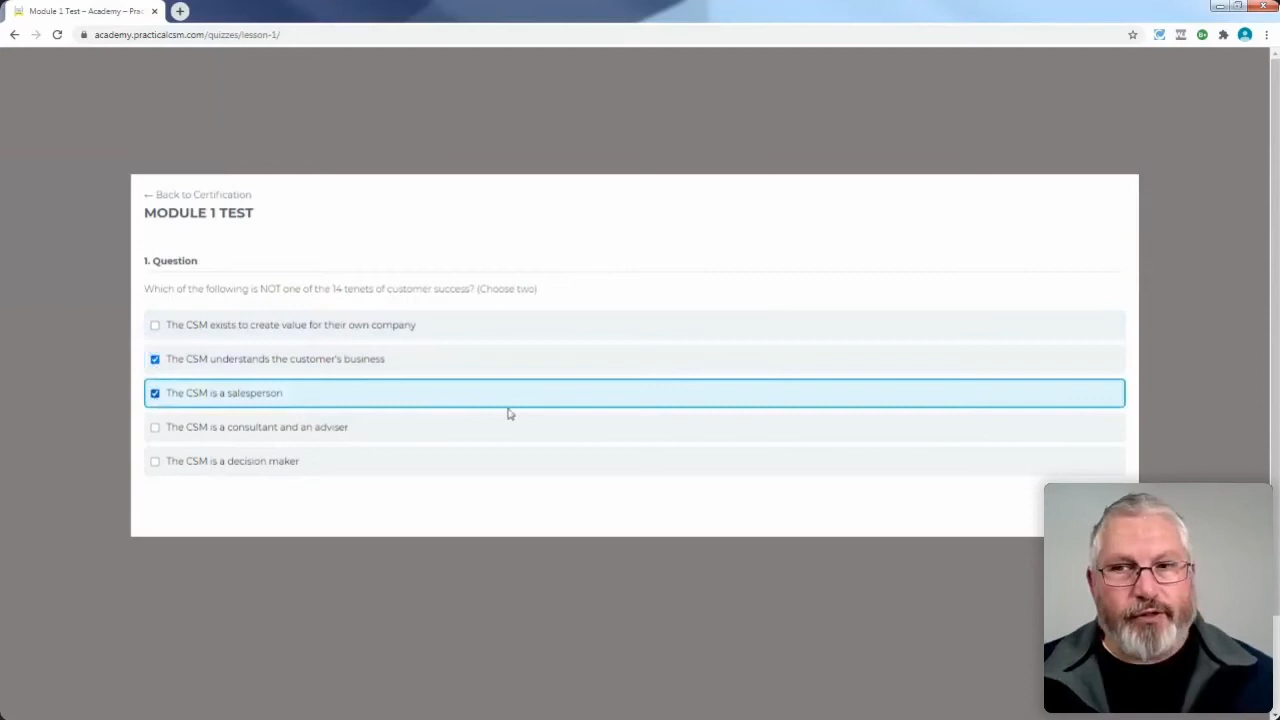 Module 1 Test – Academy – Prac
academy.practicalcsm.com/quizzes/lesson-1/
← Back to Certification
MODULE 1 TEST
1. Question
Which of the following is NOT one of the 14 tenets of customer success? (Choose two)
The CSM exists to create value for their own company
The CSM understands the customer's business
The CSM is a salesperson
The CSM is a consultant and an adviser
The CSM is a decision maker